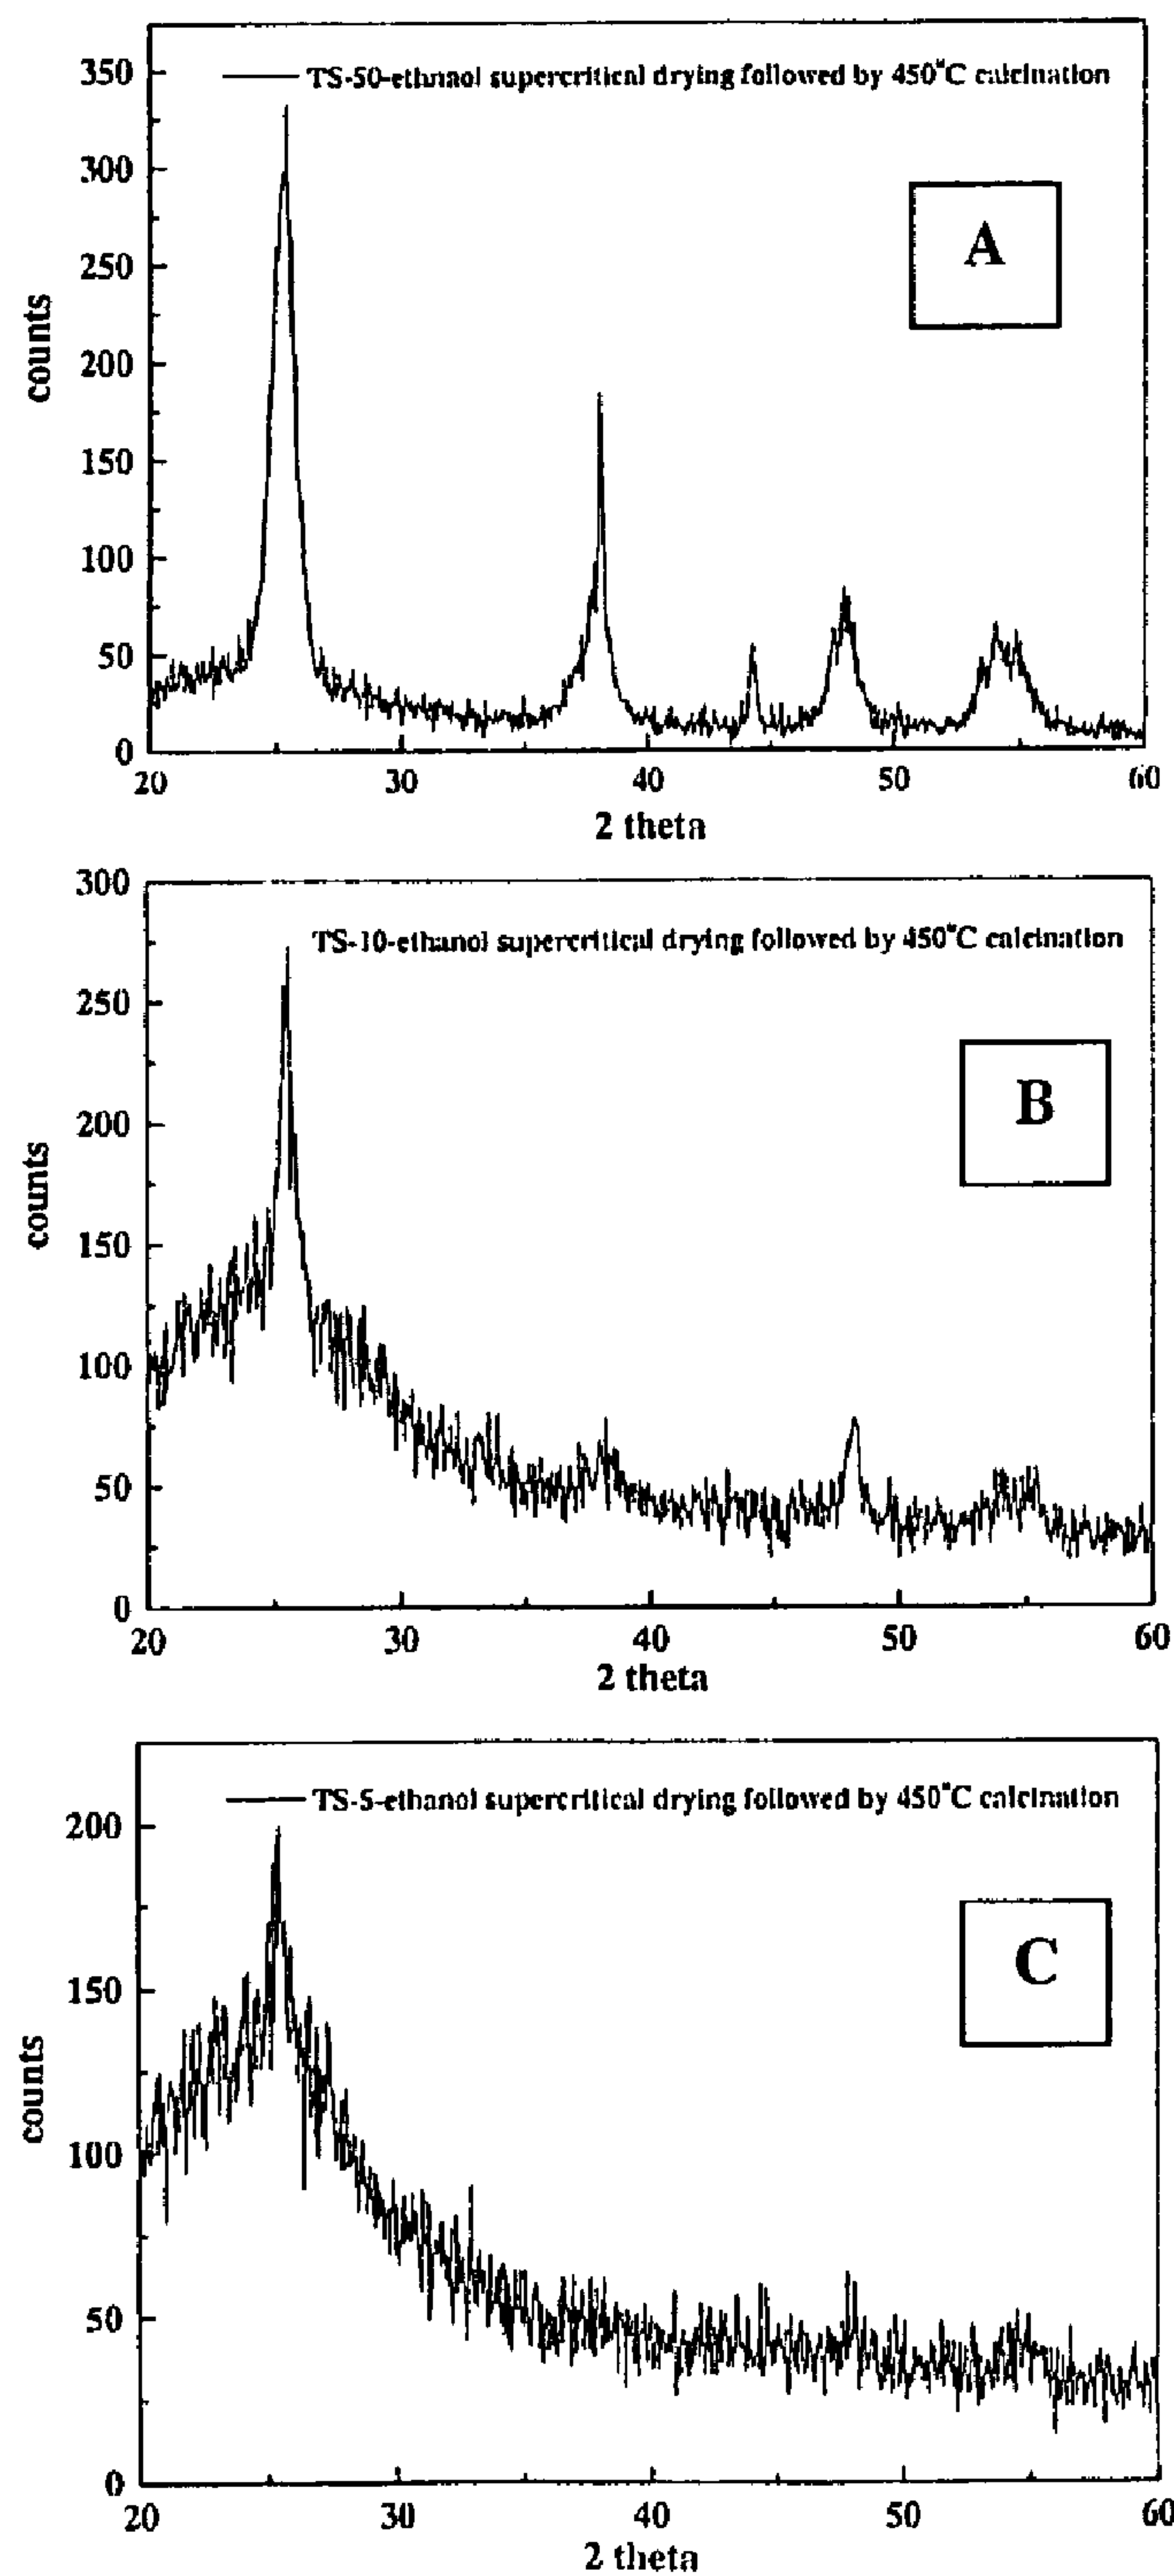 350
TS-50-ethnaol supercritical drying followed by 450°C calcination
300
A
250
counts
200
150
100
50
0
20 30 40 50 60
2 theta
300
TS-10-ethanol supercritical drying followed by 450°C calcination
250
B
200
counts
150
100
50
0
20 30 40 50 60
2 theta
TS-5-ethanol supercritical drying followed by 450°C calcination
200
C
150
counts
100
50
0
20 30 40 50 60
2 theta